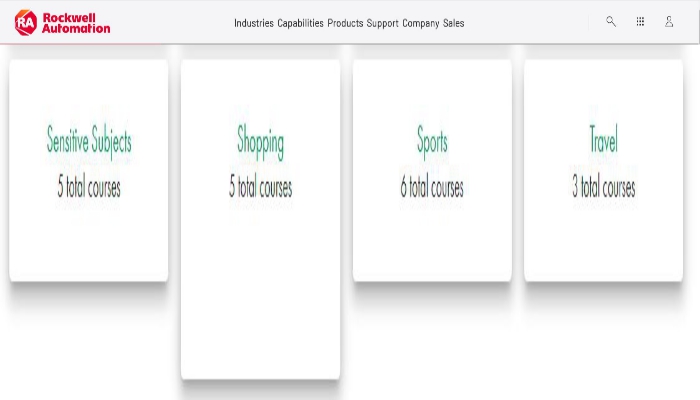 RA Rockwell Automation
Industries Capabilities Products Support Company Sales
Sensitive Subjects
5 total courses
Shopping
5 total courses
Sports
6 total courses
Travel
3 total courses